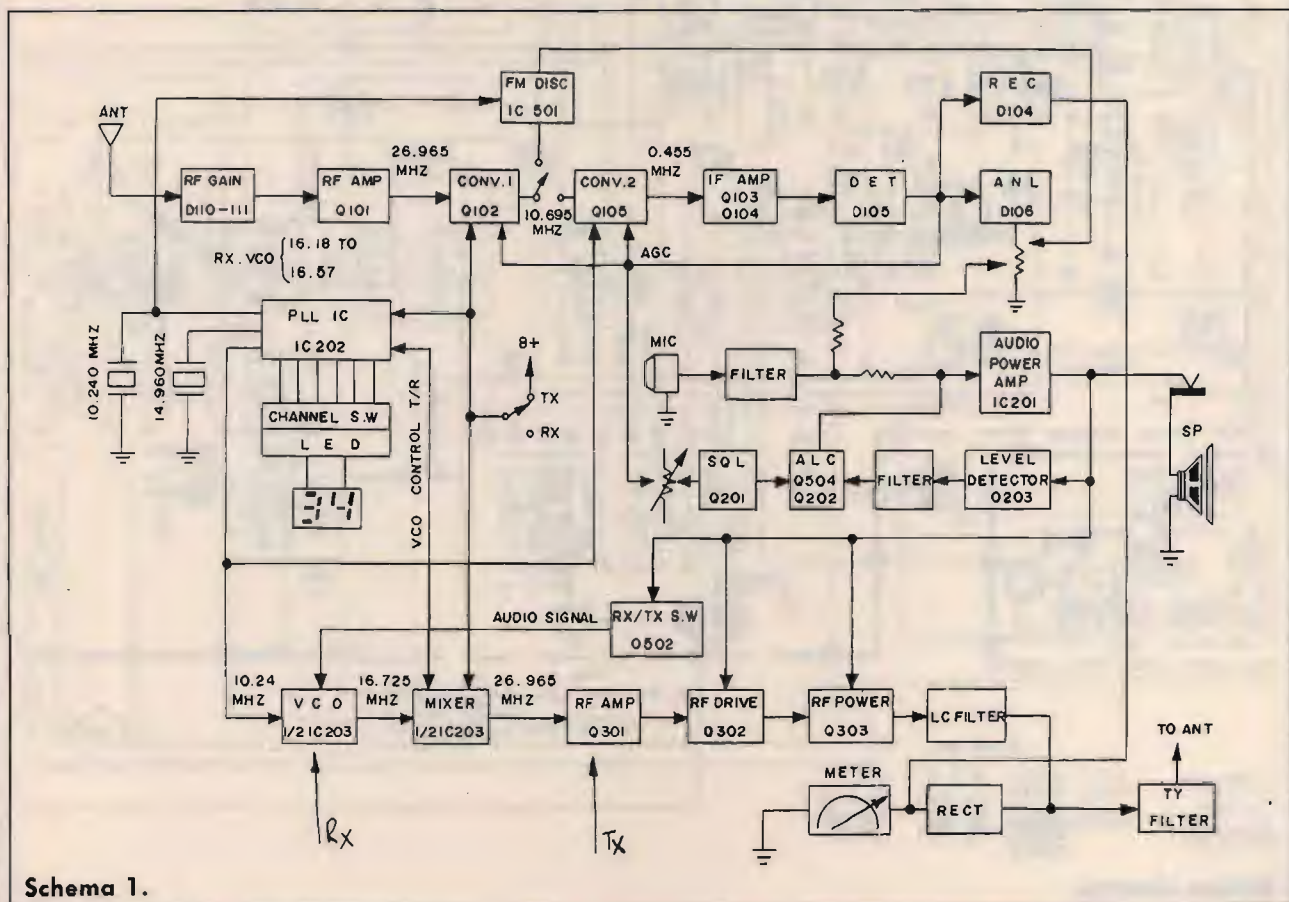 ANT
FM DISC
IC 501
REC
D104
RF GAIN
D110-111
RF AMP
Q101
26.965
MHZ
CONV.1
Q102
10.695
MHZ
CONV.2
Q105
0.455
MHZ
IF AMP
Q103
Q104
DET
D105
ANL
D106
RX.VCO
16.18 TO
16.57
AGC
10.240 MHZ
14.960MHZ
PLL IC
IC202
CHANNEL S.W
LED
VCO CONTROL T/R
B+
TX
RX
MIC
FILTER
AUDIO
POWER
AMP
IC201
SP
SQL
Q201
ALC
Q504
Q202
FILTER
LEVEL
DETECTOR
Q203
AUDIO SIGNAL
RX/TX S.W
Q502
10.24
MHZ
VCO
1/2IC203
16.725
MHZ
MIXER
1/2IC203
26.965
MHZ
RF AMP
Q301
RF DRIVE
Q302
RF POWER
Q303
LC FILTER
TO ANT
METER
RECT
TY
FILTER
Rx
Tx
Schema 1.